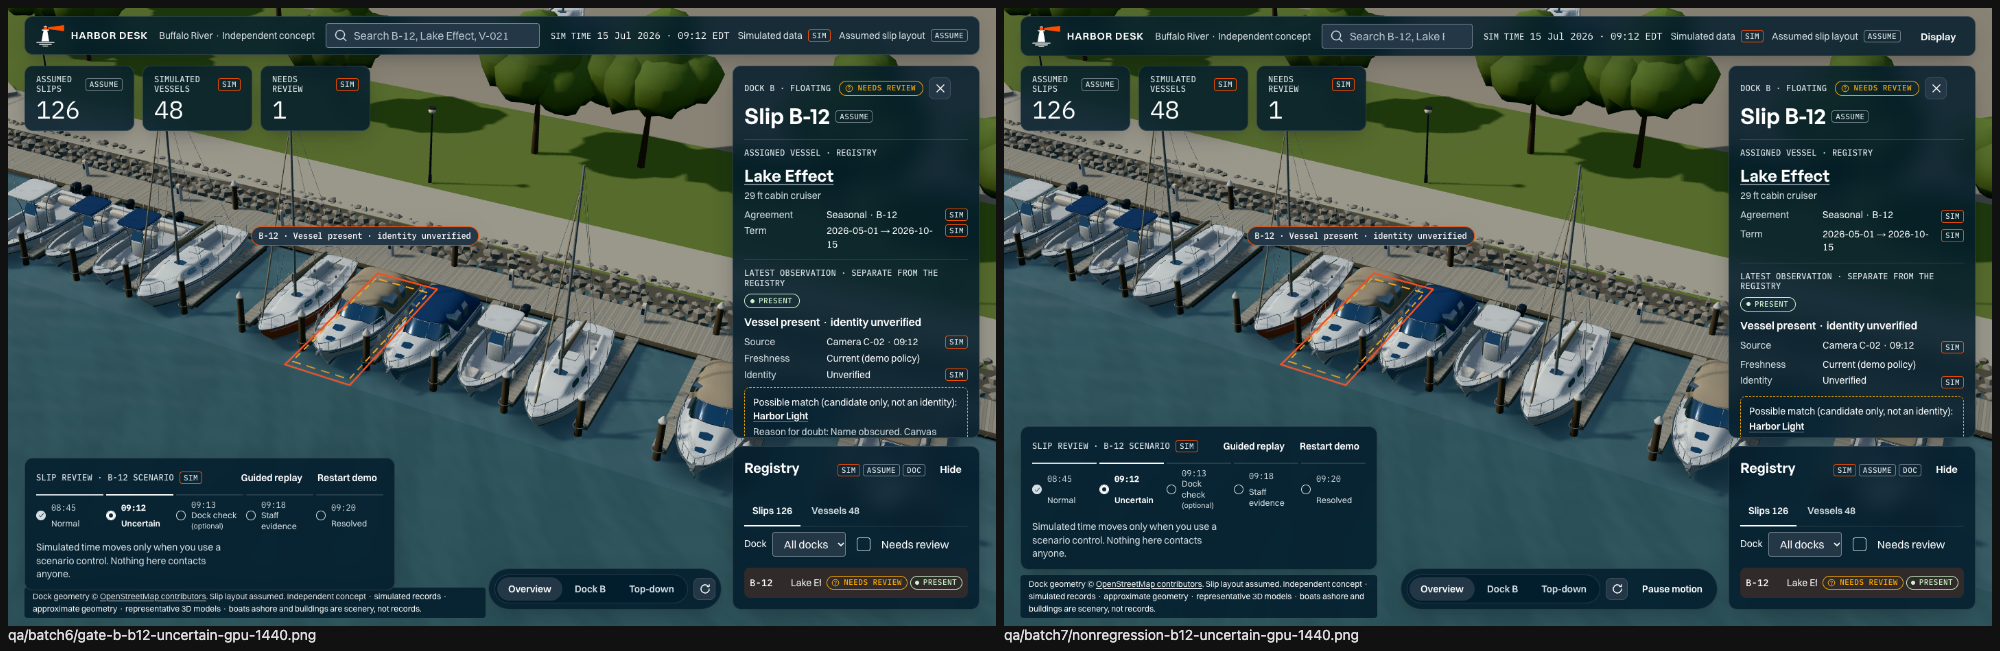 HARBOR DESK
Buffalo River · Independent concept
Search B-12, Lake Effect, V-021
SIM TIME 15 Jul 2026 · 09:12 EDT
Simulated data SIM
Assumed slip layout ASSUME
ASSUMED SLIPS ASSUME
126
SIMULATED VESSELS SIM
48
NEEDS REVIEW SIM
1
DOCK B · FLOATING NEEDS REVIEW
Slip B-12 ASSUME
ASSIGNED VESSEL · REGISTRY
Lake Effect
29 ft cabin cruiser
Agreement Seasonal · B-12 SIM
Term 2026-05-01 → 2026-10- SIM
15
LATEST OBSERVATION · SEPARATE FROM THE
REGISTRY
PRESENT
Vessel present · identity unverified
Source Camera C-02 · 09:12 SIM
Freshness Current (demo policy)
Identity Unverified SIM
Possible match (candidate only, not an identity):
Harbor Light
Reason for doubt: Name obscured. Canvas
B-12 · Vessel present · identity unverified
SLIP REVIEW · B-12 SCENARIO SIM Guided replay Restart demo
08:45
Normal
09:12
Uncertain
09:13
Dock check
(optional)
09:18
Staff
evidence
09:20
Resolved
Simulated time moves only when you use a
scenario control. Nothing here contacts
anyone.
Dock geometry © OpenStreetMap contributors. Slip layout assumed. Independent concept · simulated records ·
approximate geometry · representative 3D models · boats ashore and buildings are scenery, not records.
Overview Dock B Top-down
Registry SIM ASSUME DOC Hide
Slips 126 Vessels 48
Dock All docks Needs review
B-12 Lake Ef NEEDS REVIEW PRESENT
qa/batch6/gate-b-b12-uncertain-gpu-1440.png
HARBOR DESK
Buffalo River · Independent concept
Search B-12, Lake I
SIM TIME 15 Jul 2026 · 09:12 EDT
Simulated data SIM
Assumed slip layout ASSUME
Display
ASSUMED SLIPS ASSUME
126
SIMULATED VESSELS SIM
48
NEEDS REVIEW SIM
1
DOCK B · FLOATING NEEDS REVIEW
Slip B-12 ASSUME
ASSIGNED VESSEL · REGISTRY
Lake Effect
29 ft cabin cruiser
Agreement Seasonal · B-12 SIM
Term 2026-05-01 → 2026-10- SIM
15
LATEST OBSERVATION · SEPARATE FROM THE
REGISTRY
PRESENT
Vessel present · identity unverified
Source Camera C-02 · 09:12 SIM
Freshness Current (demo policy)
Identity Unverified SIM
Possible match (candidate only, not an identity):
Harbor Light
B-12 · Vessel present · identity unverified
SLIP REVIEW · B-12 SCENARIO SIM Guided replay Restart demo
08:45
Normal
09:12
Uncertain
09:13
Dock
check
(optional)
09:18
Staff
evidence
09:20
Resolved
Simulated time moves only when you use a
scenario control. Nothing here contacts
anyone.
Dock geometry © OpenStreetMap contributors. Slip layout assumed. Independent concept ·
simulated records · approximate geometry · representative 3D models · boats ashore and
buildings are scenery, not records.
Overview Dock B Top-down Pause motion
Registry SIM ASSUME DOC Hide
Slips 126 Vessels 48
Dock All docks Needs review
B-12 Lake Ef NEEDS REVIEW PRESENT
qa/batch7/nonregression-b12-uncertain-gpu-1440.png